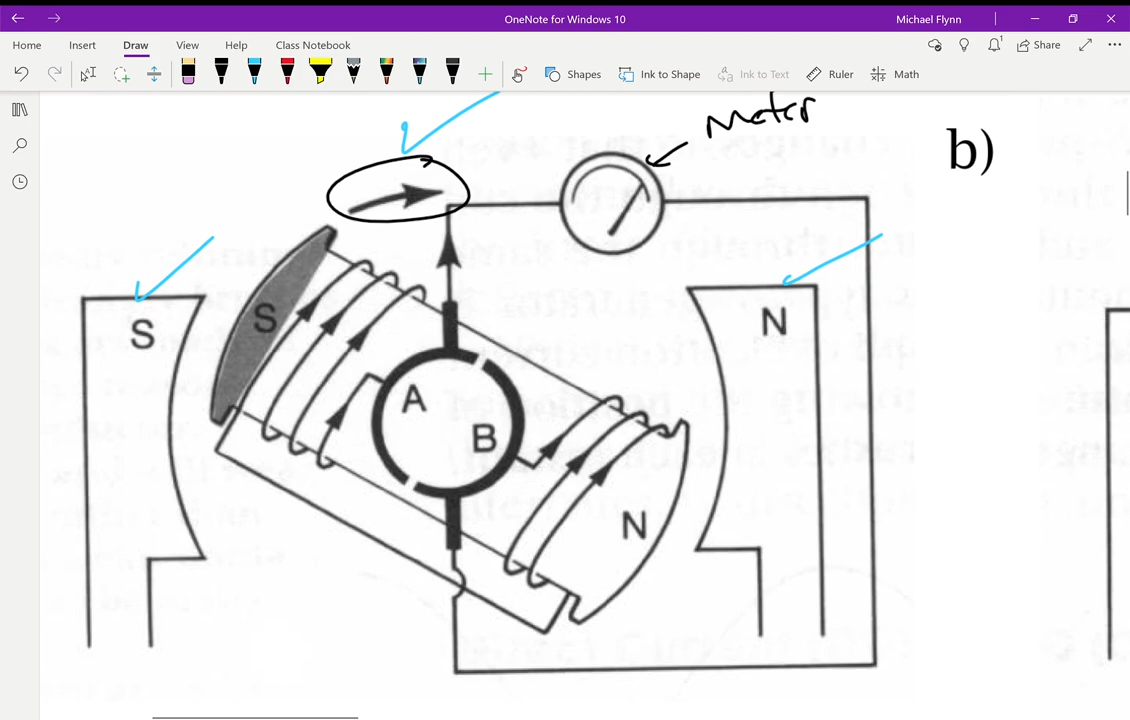 OneNote for Windows 10
Michael Flynn
Home Insert Draw View Help Class Notebook
Share
Shapes
Ink to Shape
Ink to Text
Ruler
Math
Meter
b)
S
S
N
A
B
N